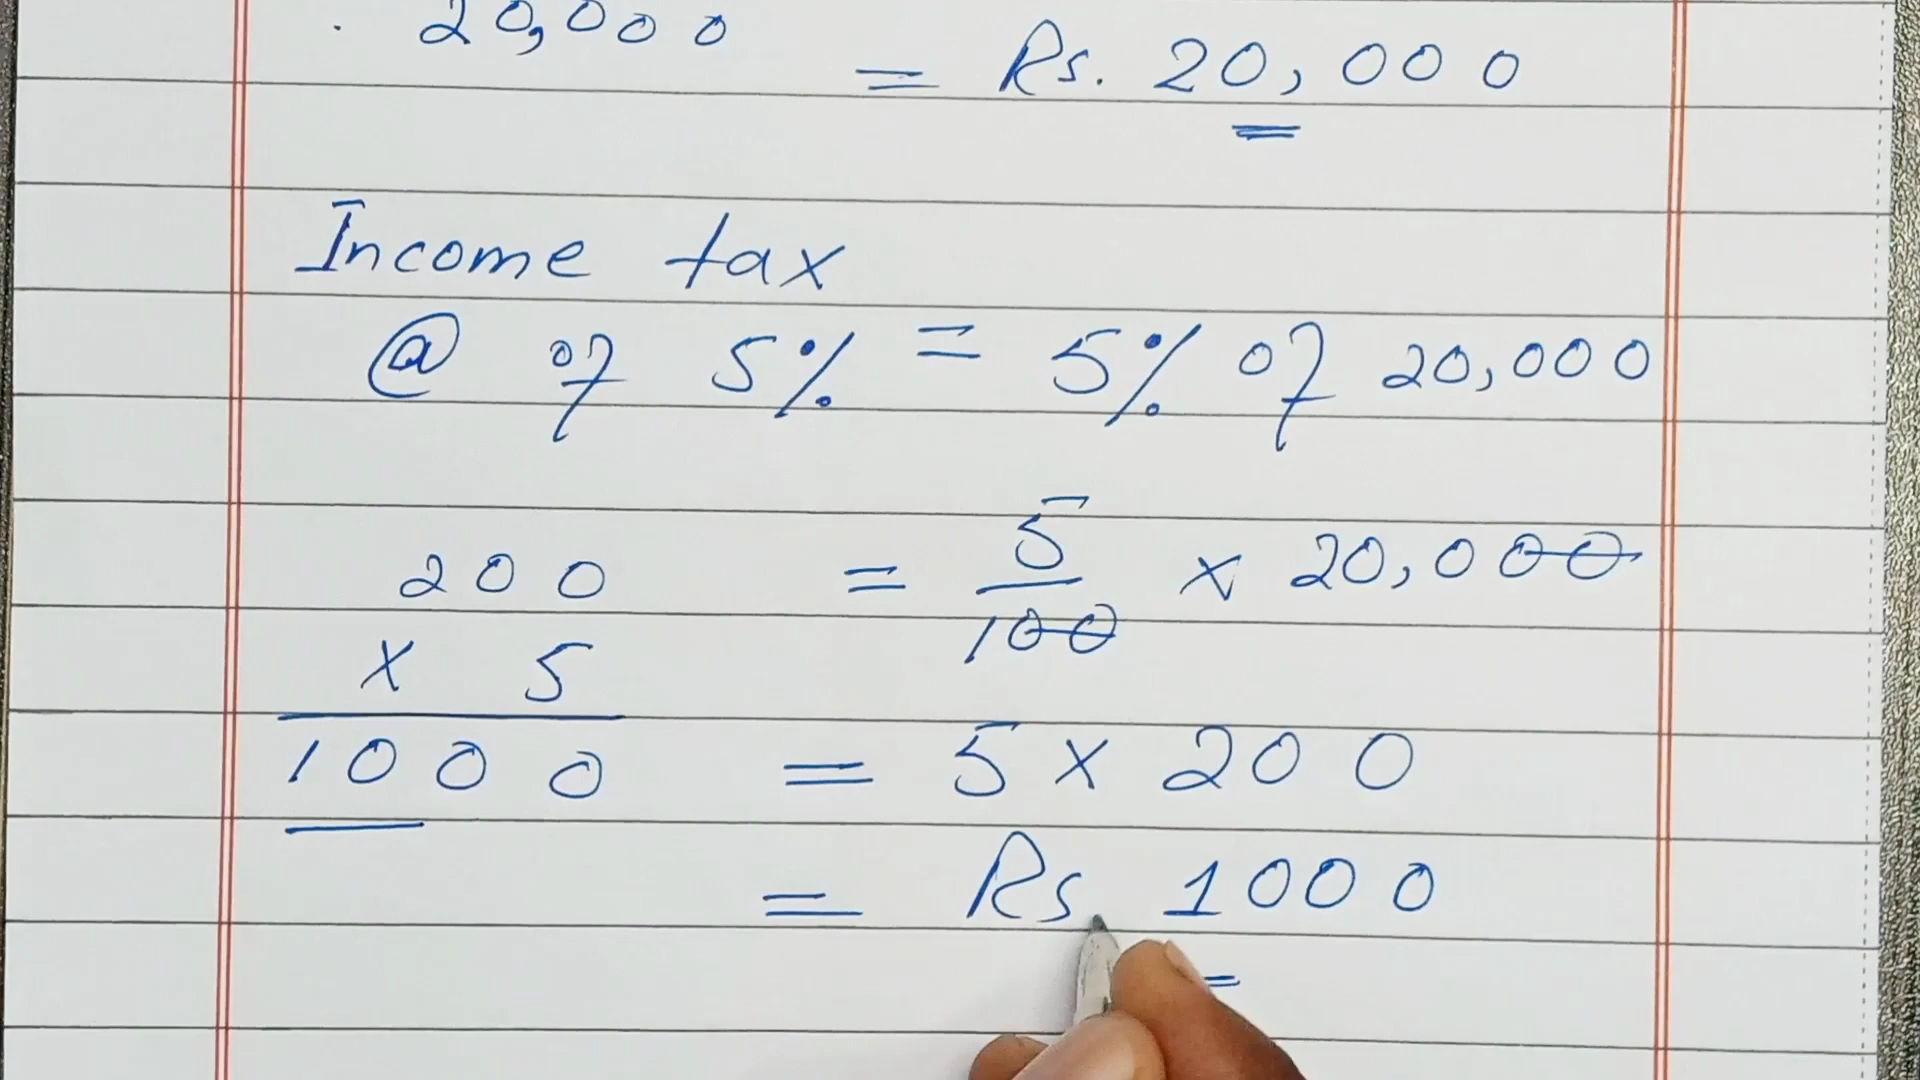 20,000
= Rs. 20,000
Income tax
@ of 5% = 5% of 20,000
200
x 5
1000
= 5/100 x 20,000
= 5 x 200
= Rs. 1000